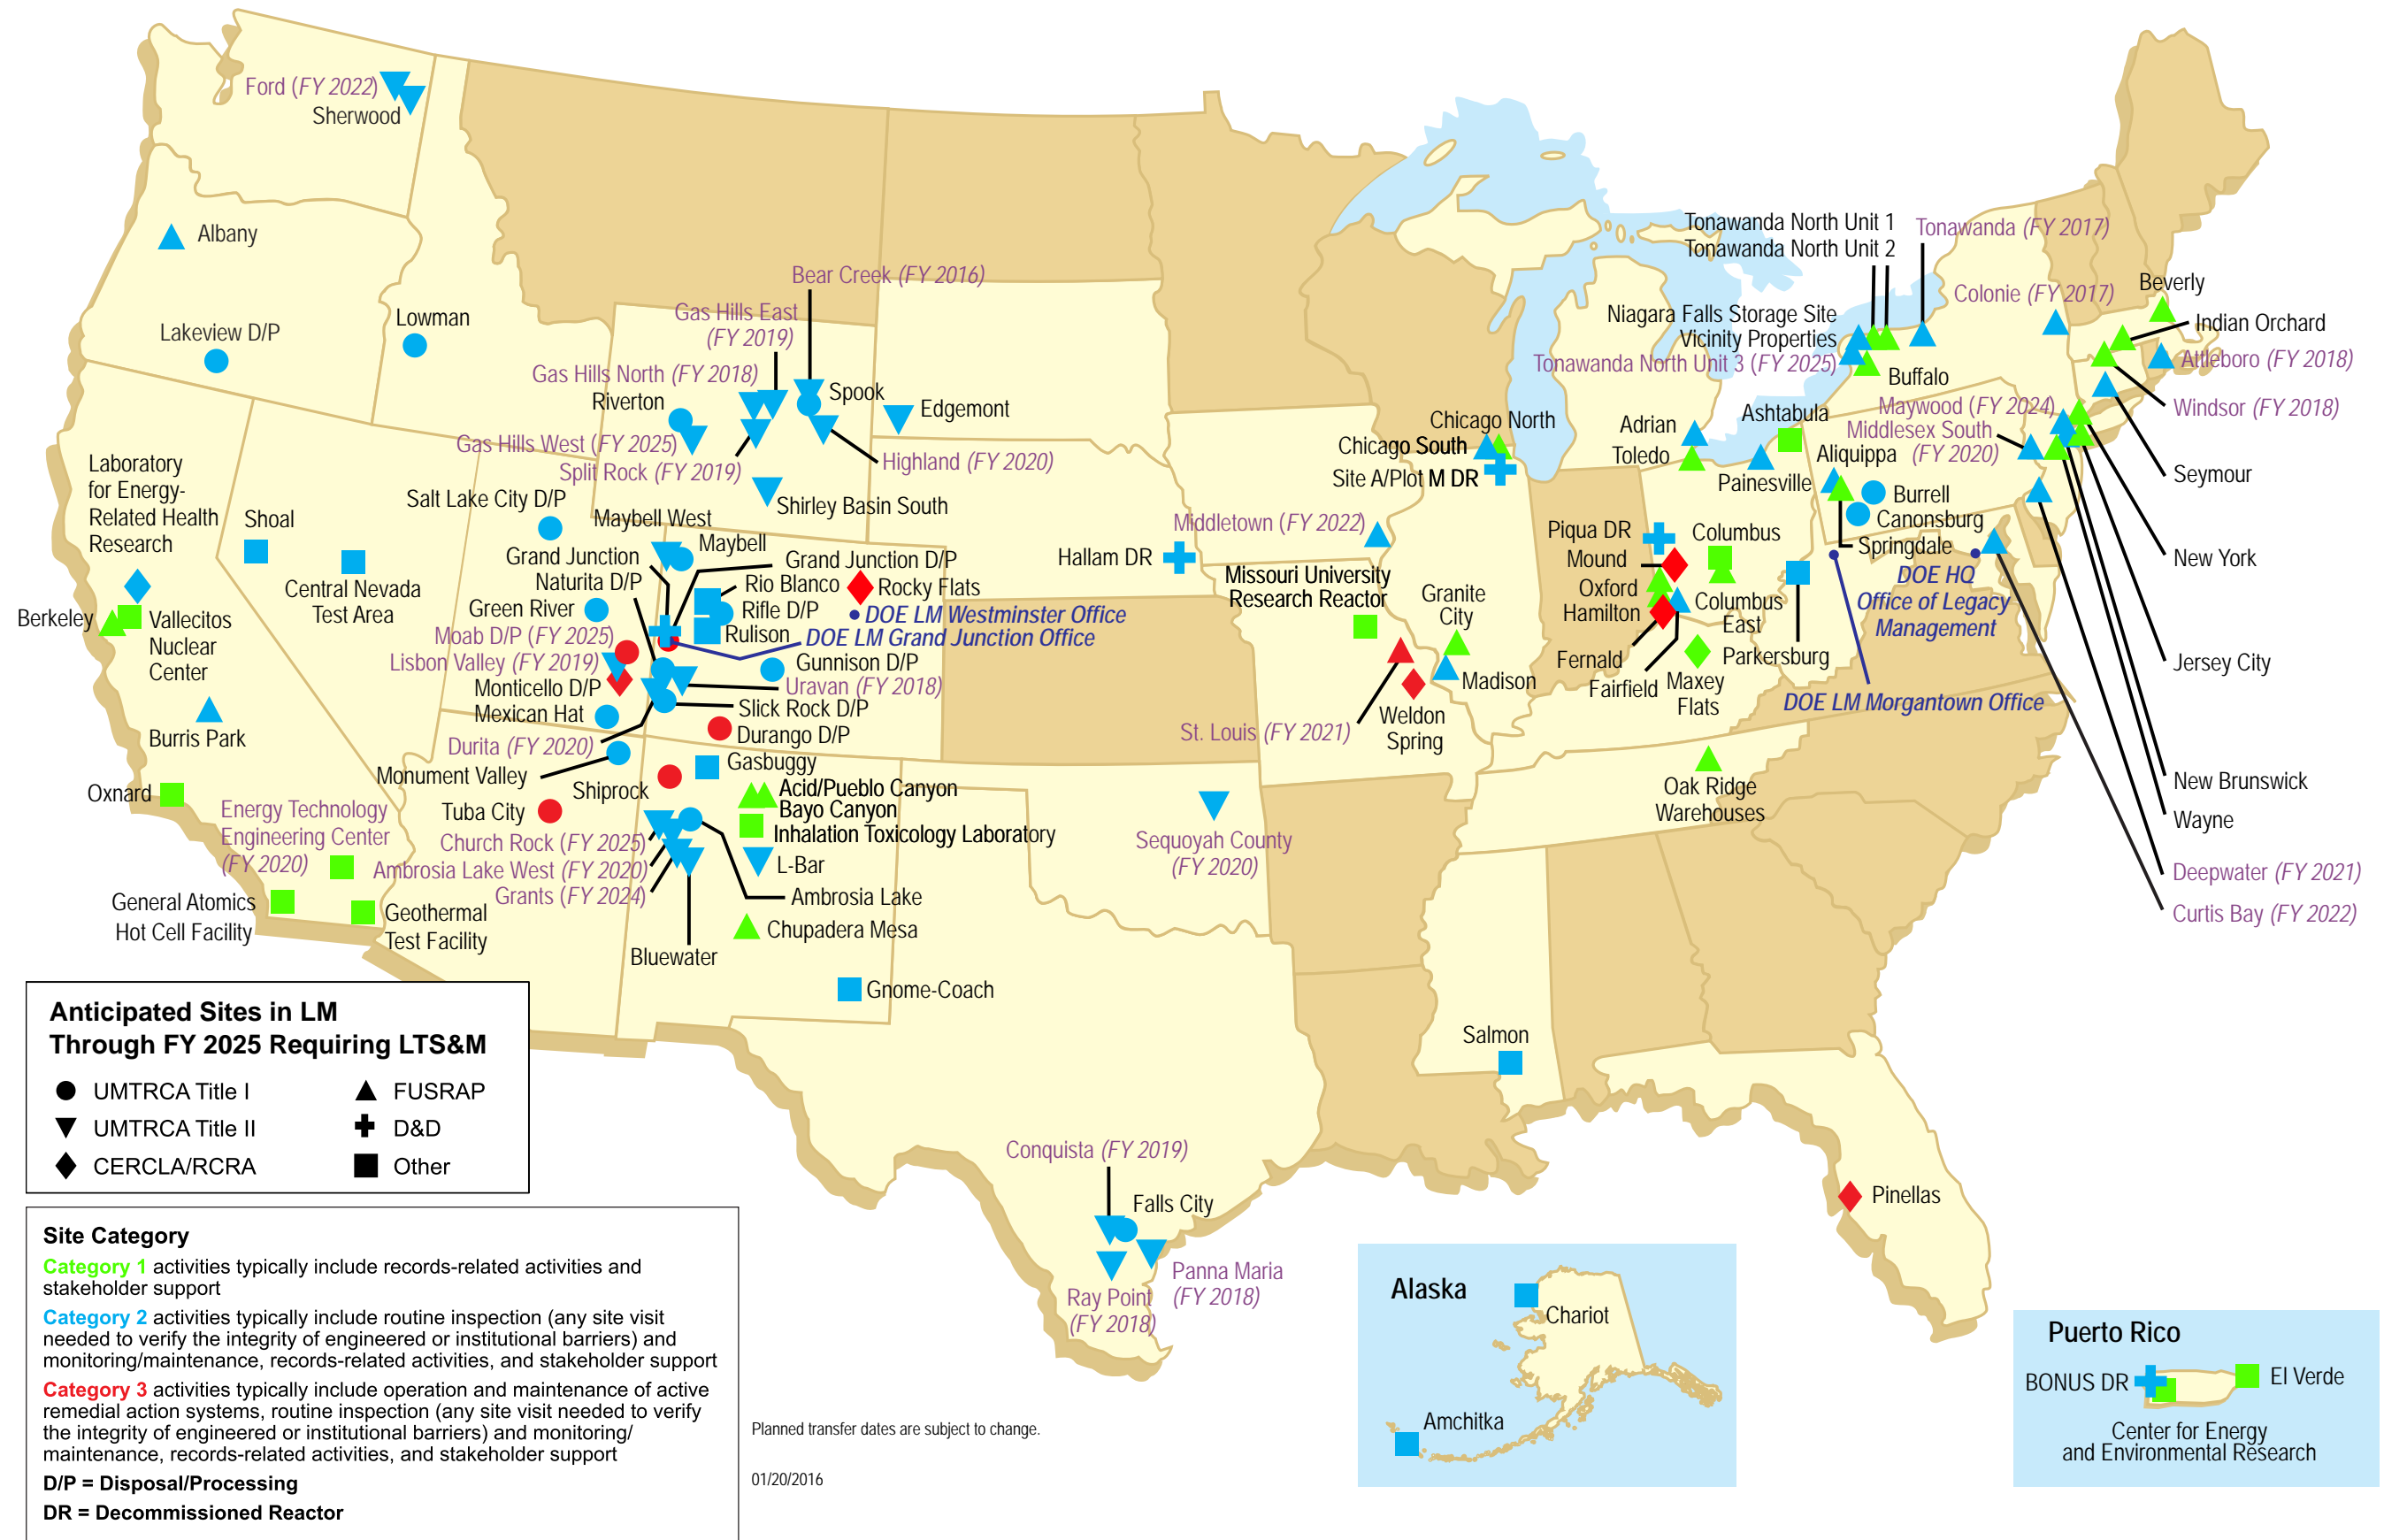 Ford (FY 2022)
Sherwood
Albany
Lakeview D/P
Lowman
Bear Creek (FY 2016)
Gas Hills East
(FY 2019)
Gas Hills North (FY 2018)
Riverton
Spook
Edgemont
Gas Hills West (FY 2025)
Split Rock (FY 2019)
Highland (FY 2020)
Shirley Basin South
Laboratory
for Energy-
Related Health
Research
Shoal
Central Nevada
Test Area
Berkeley
Vallecitos
Nuclear
Center
Burris Park
Oxnard
Energy Technology
Engineering Center
(FY 2020)
General Atomics
Hot Cell Facility
Geothermal
Test Facility
Salt Lake City D/P
Maybell West
Maybell
Grand Junction
Grand Junction D/P
Naturita D/P
Rio Blanco
Rocky Flats
Green River
Rifle D/P
DOE LM Westminster Office
Moab D/P (FY 2025)
Rulison
DOE LM Grand Junction Office
Lisbon Valley (FY 2019)
Gunnison D/P
Monticello D/P
Uravan (FY 2018)
Mexican Hat
Slick Rock D/P
Durita (FY 2020)
Durango D/P
Monument Valley
Gasbuggy
Shiprock
Acid/Pueblo Canyon
Tuba City
Bayo Canyon
Church Rock (FY 2025)
Inhalation Toxicology Laboratory
Ambrosia Lake West (FY 2020)
L-Bar
Grants (FY 2024)
Ambrosia Lake
Chupadera Mesa
Bluewater
Gnome-Coach
Hallam DR
Middletown (FY 2022)
Missouri University
Research Reactor
Granite
City
Madison
Weldon
Spring
St. Louis (FY 2021)
Sequoyah County
(FY 2020)
Chicago North
Chicago South
Site A/Plot M DR
Salmon
Conquista (FY 2019)
Falls City
Panna Maria
(FY 2018)
Ray Point
(FY 2018)
Tonawanda North Unit 1
Tonawanda North Unit 2
Tonawanda (FY 2017)
Niagara Falls Storage Site
Vicinity Properties
Tonawanda North Unit 3 (FY 2025)
Buffalo
Colonie (FY 2017)
Beverly
Indian Orchard
Attleboro (FY 2018)
Windsor (FY 2018)
Maywood (FY 2024)
Middlesex South
(FY 2020)
Seymour
New York
Jersey City
New Brunswick
Wayne
Deepwater (FY 2021)
Curtis Bay (FY 2022)
Adrian
Toledo
Ashtabula
Painesville
Aliquippa
Burrell
Canonsburg
Springdale
Piqua DR
Columbus
Mound
Oxford
Hamilton
Columbus
East
Fernald
Fairfield
Parkersburg
Maxey
Flats
DOE HQ
Office of Legacy
Management
DOE LM Morgantown Office
Oak Ridge
Warehouses
Pinellas
Anticipated Sites in LM
Through FY 2025 Requiring LTS&M
UMTRCA Title I
FUSRAP
UMTRCA Title II
D&D
CERCLA/RCRA
Other
Site Category
Category 1 activities typically include records-related activities and
stakeholder support
Category 2 activities typically include routine inspection (any site visit
needed to verify the integrity of engineered or institutional barriers) and
monitoring/maintenance, records-related activities, and stakeholder support
Category 3 activities typically include operation and maintenance of active
remedial action systems, routine inspection (any site visit needed to verify
the integrity of engineered or institutional barriers) and monitoring/
maintenance, records-related activities, and stakeholder support
D/P = Disposal/Processing
DR = Decommissioned Reactor
Planned transfer dates are subject to change.
01/20/2016
Alaska
Chariot
Amchitka
Puerto Rico
BONUS DR
El Verde
Center for Energy
and Environmental Research